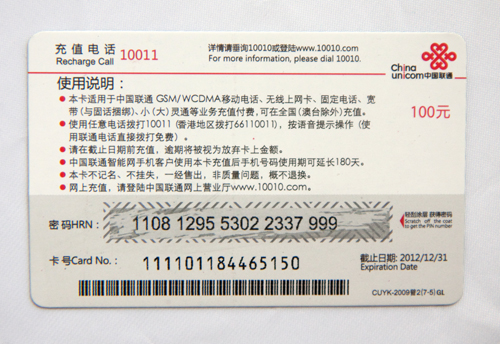 充值电话 10011
Recharge Call
详情请垂询10010或登陆www.10010.com
For more information, please dial 10010.
China
unicom中国联通
使用说明：
100元
● 本卡适用于中国联通 GSM/WCDMA移动电话、无线上网卡、固定电话、宽
带(与固话捆绑)、小(大)灵通等业务充值付费，可在全国(澳台除外)充值。
● 使用任意电话拨打10011 (香港地区拨打66110011)，按语音提示操作 (使
用联通电话直接拨打免费)。
● 请在截止日期前充值，逾期将被视为放弃卡上金额。
● 中国联通智能网手机客户使用本卡充值后手机号码使用期可延长180天。
● 本卡不记名、不挂失，一经售出，非质量问题，概不退换。
● 网上充值，请登陆中国联通网上营业厅www.10010.com。
密 码HRN： 1108 1295 5302 2337 999
轻刮涂层 获得密码
Scratch off the coat
to get the PIN number
卡 号Card No.： 111101184465150
截止日期: 2012/12/31
Expiration Date
CUYK-2009普2(7-5) GL